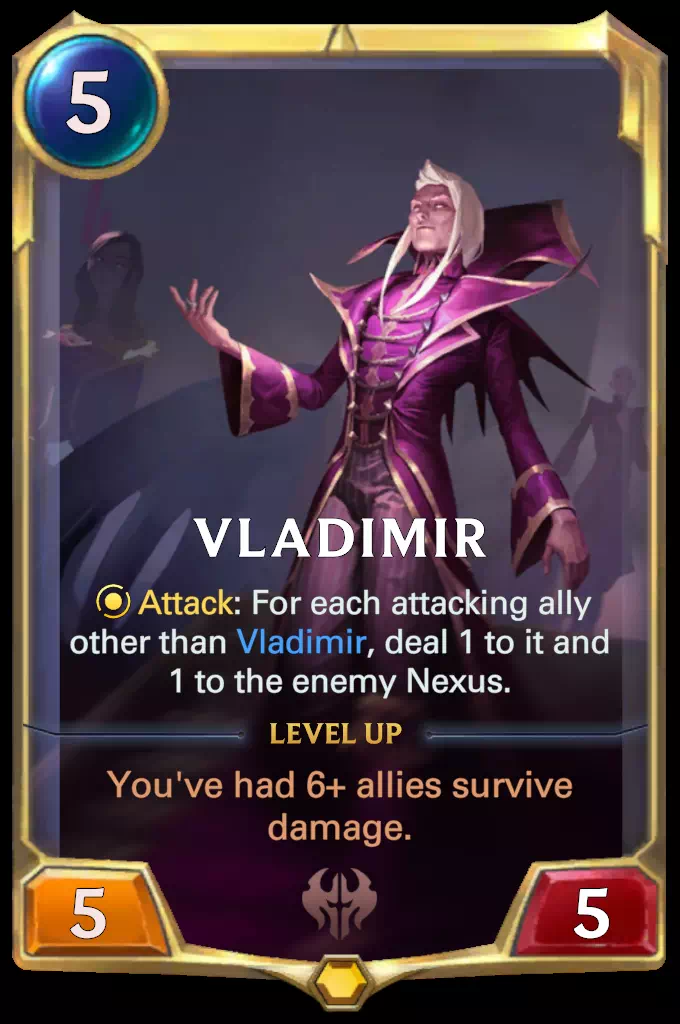 5
VLADIMIR
Attack: For each attacking ally
other than Vladimir, deal 1 to it and
1 to the enemy Nexus.
LEVEL UP
You've had 6+ allies survive
damage.
5
5